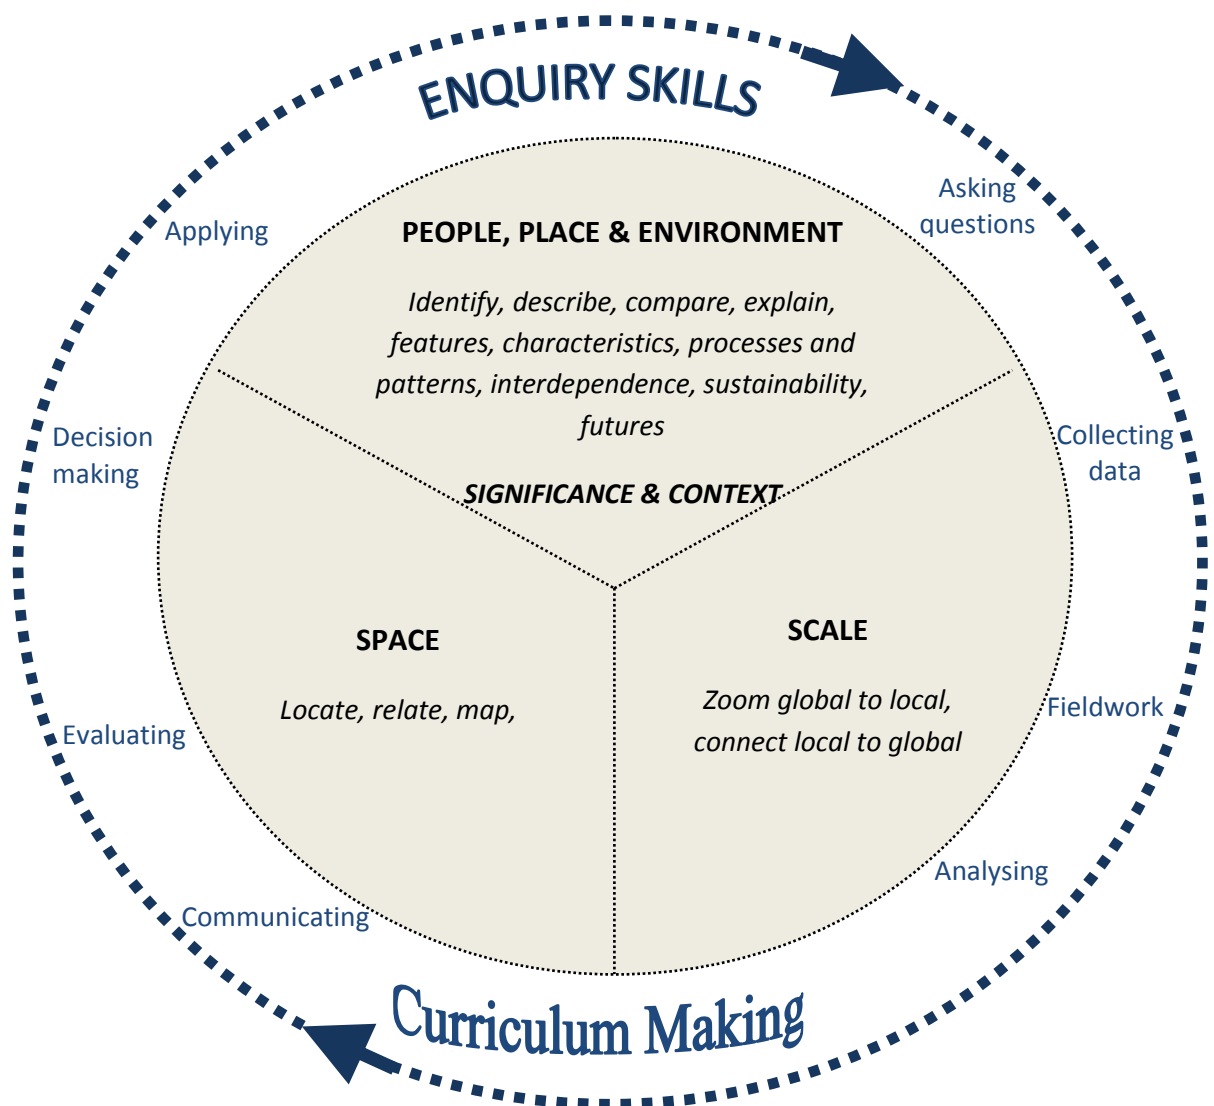 ENQUIRY SKILLS
Asking
questions
Applying
PEOPLE, PLACE & ENVIRONMENT
Identify, describe, compare, explain,
features, characteristics, processes and
patterns, interdependence, sustainability,
futures
SIGNIFICANCE & CONTEXT
Decision
making
Collecting
data
SPACE
Locate, relate, map,
SCALE
Zoom global to local,
connect local to global
Fieldwork
Evaluating
Analysing
Communicating
Curriculum Making